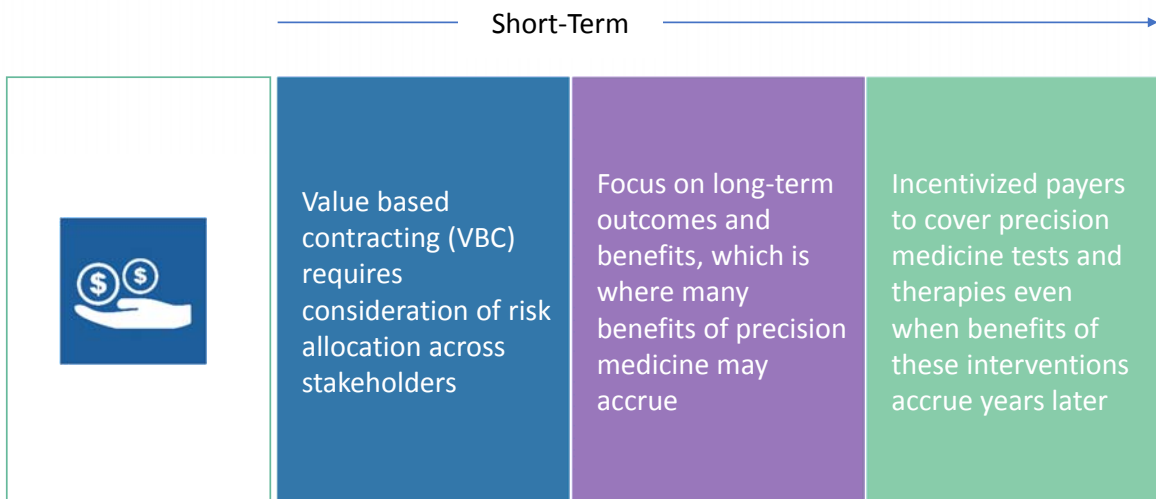 Short-Term
$ $
Value based
contracting (VBC)
requires
consideration of risk
allocation across
stakeholders
Focus on long-term
outcomes and
benefits, which is
where many
benefits of precision
medicine may
accrue
Incentivized payers
to cover precision
medicine tests and
therapies even
when benefits of
these interventions
accrue years later